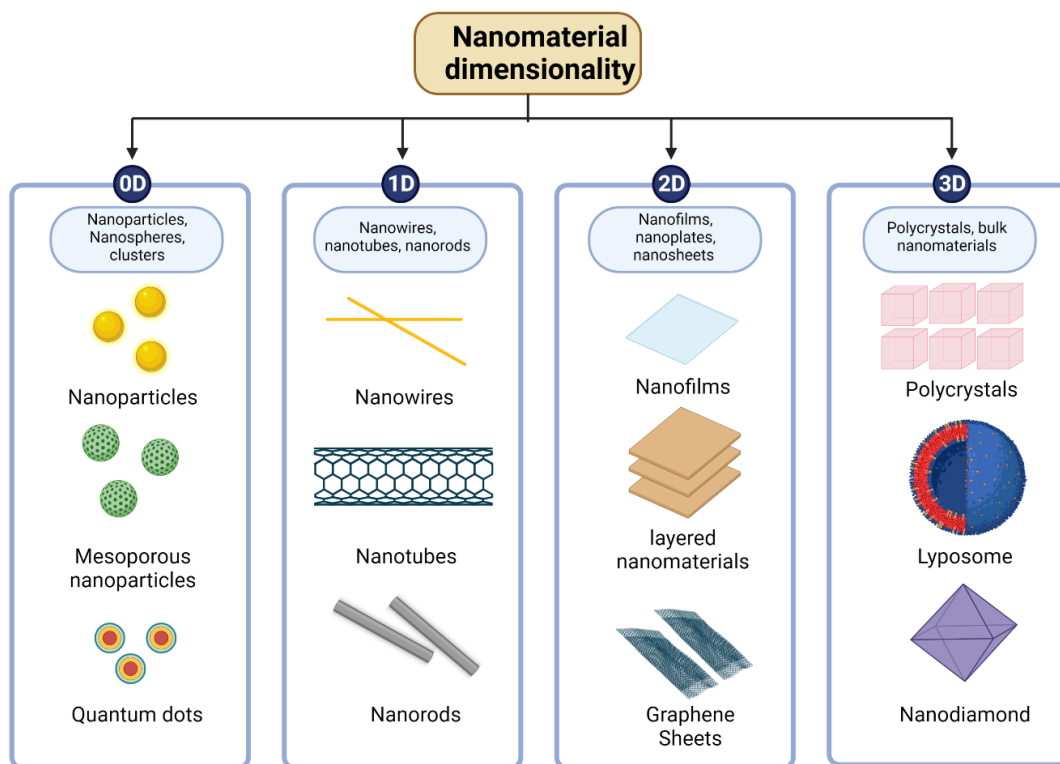 Nanomaterial
dimensionality
0D
Nanoparticles,
Nanospheres,
clusters
Nanoparticles
Mesoporous
nanoparticles
Quantum dots
1D
Nanowires,
nanotubes, nanorods
Nanowires
Nanotubes
Nanorods
2D
Nanofilms,
nanoplates,
nanosheets
Nanofilms
layered
nanomaterials
Graphene
Sheets
3D
Polycrystals, bulk
nanomaterials
Polycrystals
Lyposome
Nanodiamond